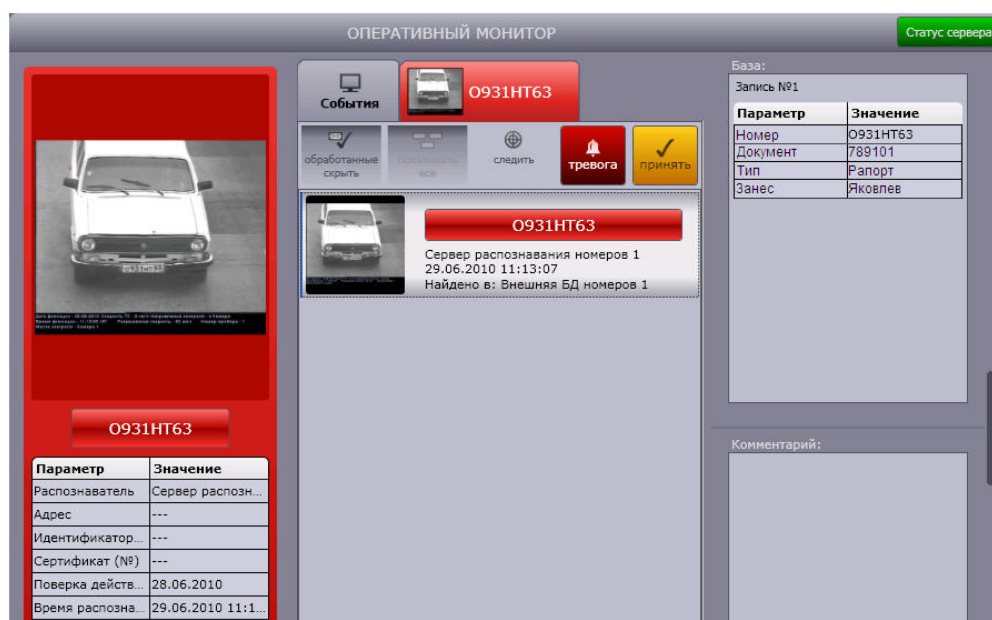 ОПЕРАТИВНЫЙ МОНИТОР
Статус сервера
О931НТ63
Параметр Значение
Распознаватель Сервер распозн...
Адрес ---
Идентификатор... ---
Сертификат (№) ---
Поверка действ... 28.06.2010
Время распозна... 29.06.2010 11:1...
События
О931НТ63
обработанные
скрыть
показывать
все
следить
тревога
принять
О931НТ63
Сервер распознавания номеров 1
29.06.2010 11:13:07
Найдено в: Внешняя БД номеров 1
База:
Запись №1
Параметр Значение
Номер О931НТ63
Документ 789101
Тип Рапорт
Занес Яковлев
Комментарий: